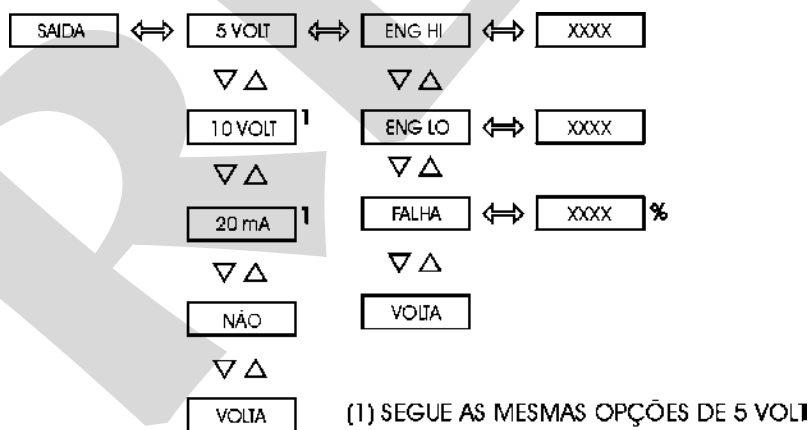 SAIDA 5 VOLT ENG HI XXXX
10 VOLT 1 ENG LO XXXX
20 mA 1 FALHA XXXX %
NÃO VOLTA
VOLTA (1) SEGUE AS MESMAS OPÇÕES DE 5 VOLT